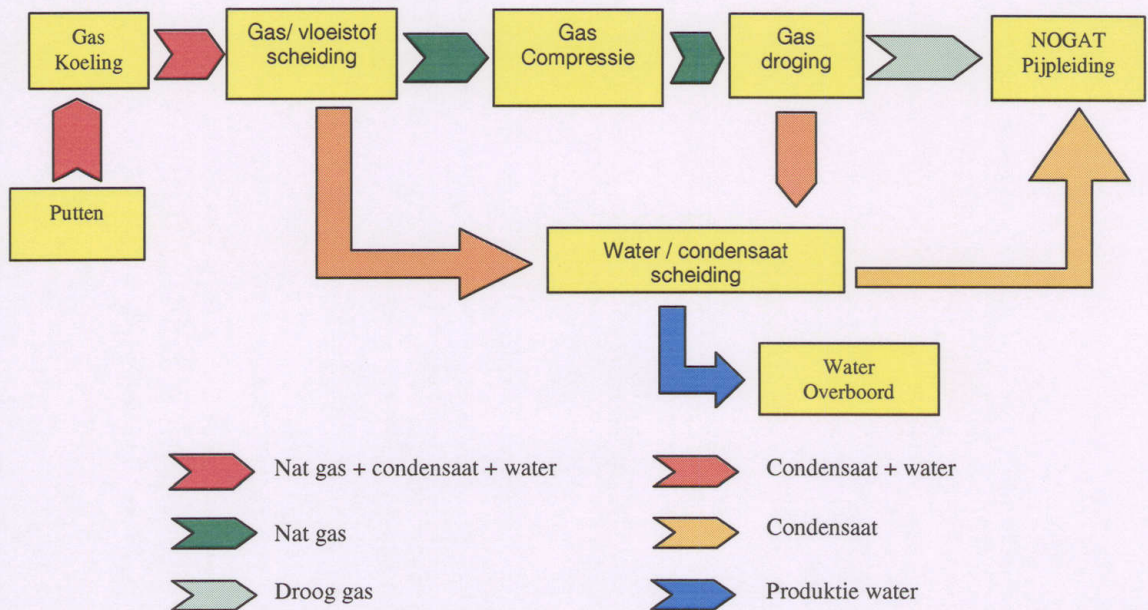 Gas
Koeling
Gas/ vloeistof
scheiding
Gas
Compressie
Gas
droging
NOGAT
Pijpleiding
Putten
Water / condensaat
scheiding
Water
Overboord
Nat gas + condensaat + water
Condensaat + water
Nat gas
Condensaat
Droog gas
Produktie water